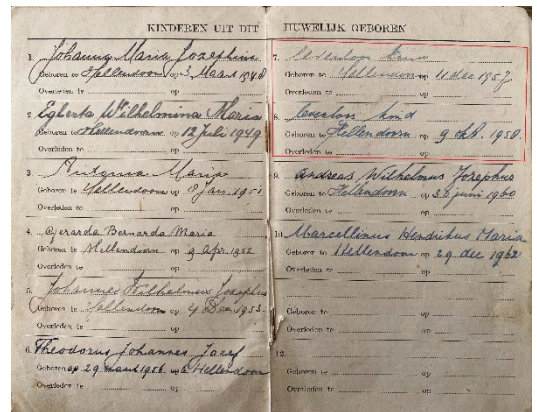 KINDEREN UIT DIT
1. Johanna Maria Josephina
Geboren te Hellendoorn op 3 Maart 1948
Overleden te op
2. Egberta Wilhelmina Maria
Geboren te Hellendoorn op 12 Juli 1949
Overleden te op
3. Antonia Maria
Geboren te Hellendoorn op Jan. 1951
Overleden te op
4. Gerarda Bernarda Maria
Geboren te Hellendoorn op 9 Apr. 1952
Overleden te op
5. Johannes Wilhelmus Josephus
Geboren te Hellendoorn op 4 Dec. 1953
Overleden te op
6. Theodorus Johannes Jozef
Geboren op 29 maart 1956 te Hellendoorn
Overleden te op
HUWELIJK GEBOREN
7. Levenloos
Geboren te Hellendoorn op 11 dec 1957
Overleden te op
8. Levenloos kind
Geboren te Hellendoorn op 9 okt. 1958.
Overleden te op
9. Andreas Wilhelmus Josephus
Geboren te Hellendoorn op juni 1960
Overleden te op
10. Marcellinus Hendrikus Maria
Geboren te Hellendoorn op 29 dec 1962
Overleden te op
Geboren te op
Overleden te op
12.
Geboren te op
Overleden te op